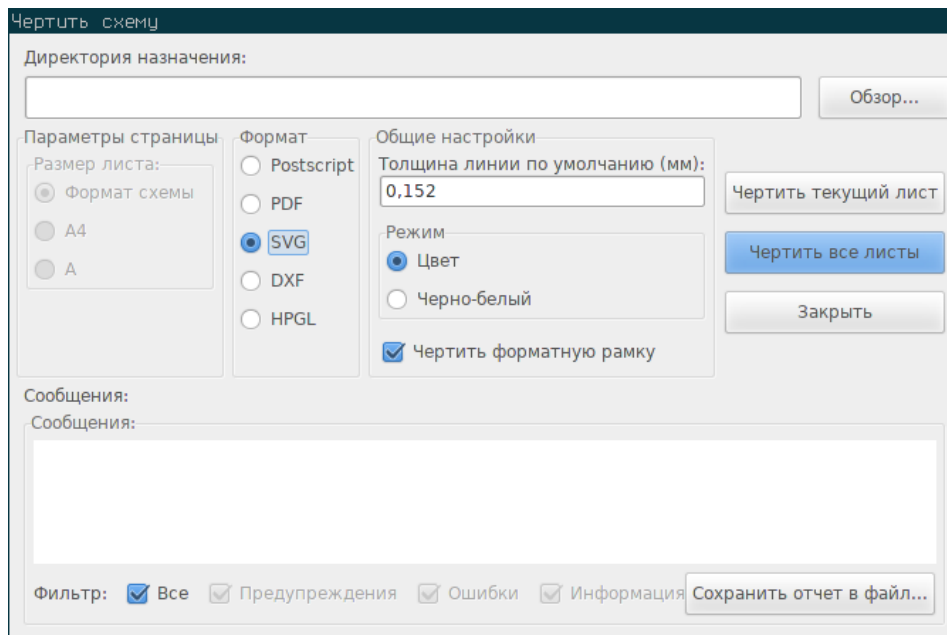 Чертить схему
Директория назначения:
Обзор...
Параметры страницы
Размер листа:
Формат схемы
A4
A
Формат
Postscript
PDF
SVG
DXF
HPGL
Общие настройки
Толщина линии по умолчанию (мм):
0,152
Режим
Цвет
Черно-белый
Чертить форматную рамку
Чертить текущий лист
Чертить все листы
Закрыть
Сообщения:
Сообщения:
Фильтр: Все Предупреждения Ошибки Информация Сохранить отчет в файл...